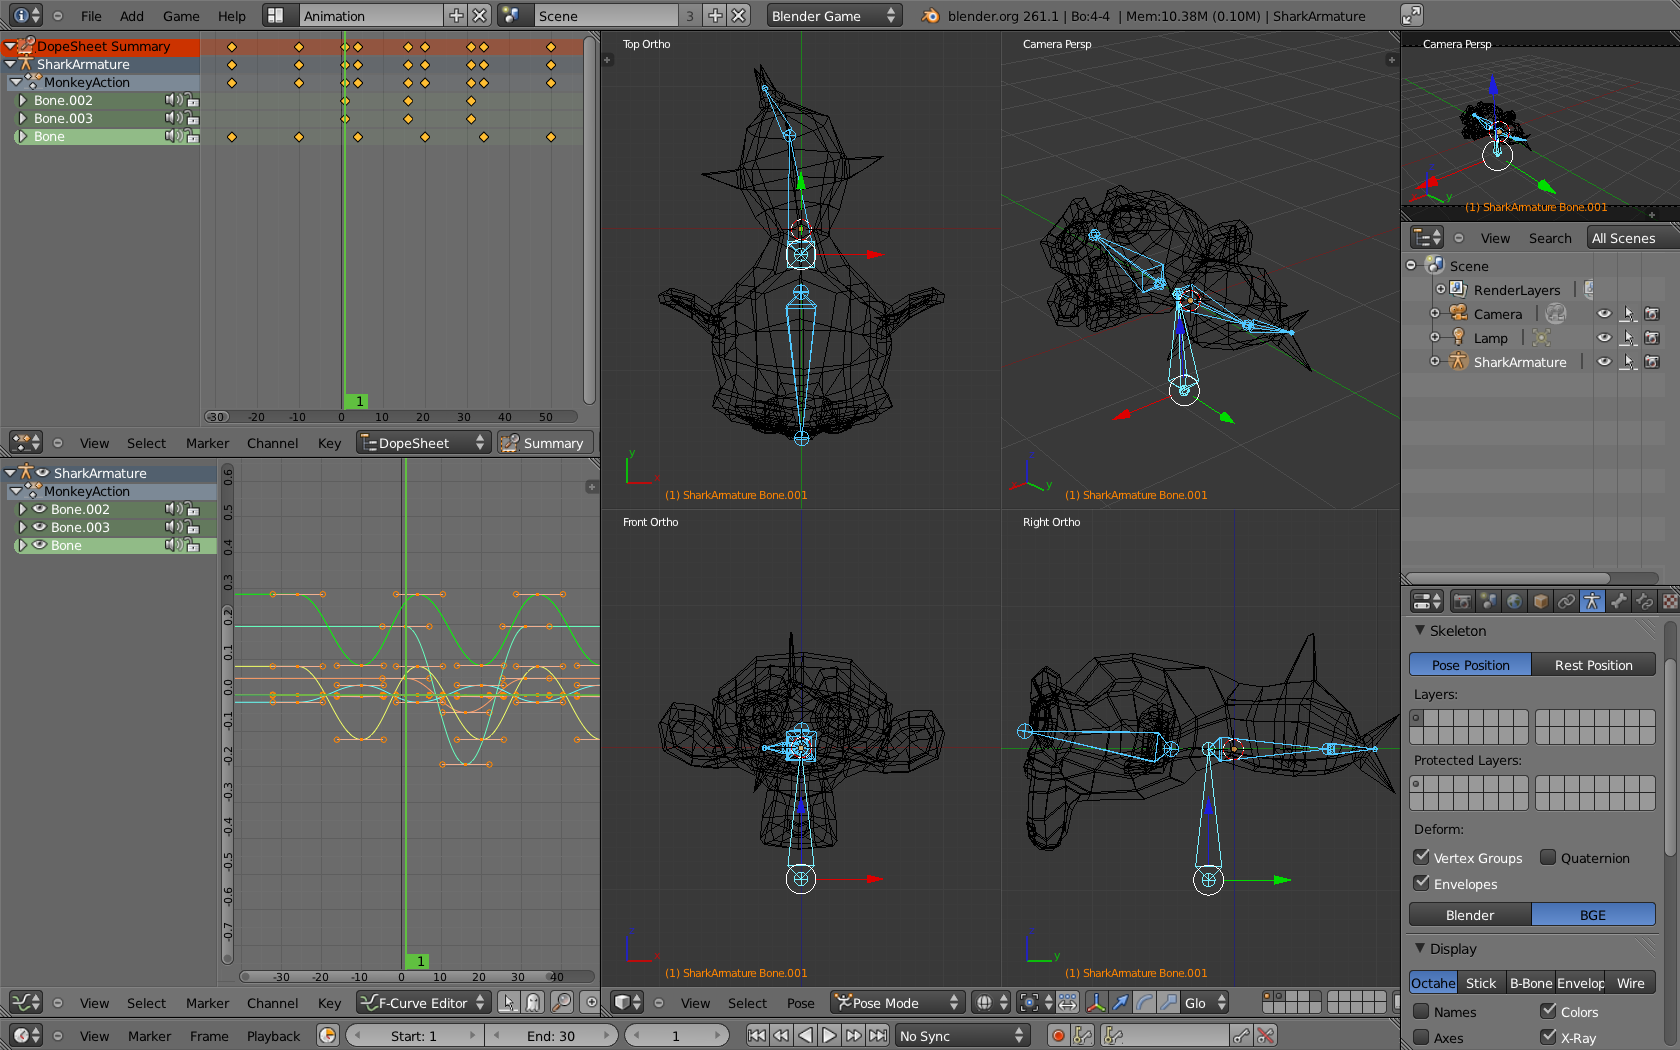 File Add Game Help Animation Scene 3 Blender Game blender.org 261.1 | Bo:4-4 | Mem:10.38M (0.10M) | SharkArmature
DopeSheet Summary
SharkArmature
MonkeyAction
Bone.002
Bone.003
Bone
1
-30 -20 -10 0 10 20 30 40 50
View Select Marker Channel Key DopeSheet Summary
SharkArmature
MonkeyAction
Bone.002
Bone.003
Bone
0.6
0.5
0.4
0.3
0.2
0.1
0.0
-0.1
-0.2
-0.3
-0.4
-0.5
-0.6
-0.7
1
-30 -20 -10 0 10 20 30 40
View Select Marker Channel Key F-Curve Editor
Top Ortho
y
x
(1) SharkArmature Bone.001
Camera Persp
z
x
y
(1) SharkArmature Bone.001
Front Ortho
z
x
(1) SharkArmature Bone.001
Right Ortho
z
y
(1) SharkArmature Bone.001
View Select Pose Pose Mode Glo
View Marker Frame Playback Start: 1 End: 30 1 No Sync
Camera Persp
y
(1) SharkArmature Bone.001
View Search All Scenes
Scene
RenderLayers |
Camera |
Lamp |
SharkArmature |
Skeleton
Pose Position Rest Position
Layers:
Protected Layers:
Deform:
Vertex Groups Quaternion
Envelopes
Blender BGE
Display
Octahe Stick B-Bone Envelop Wire
Names Colors
Axes X-Ray